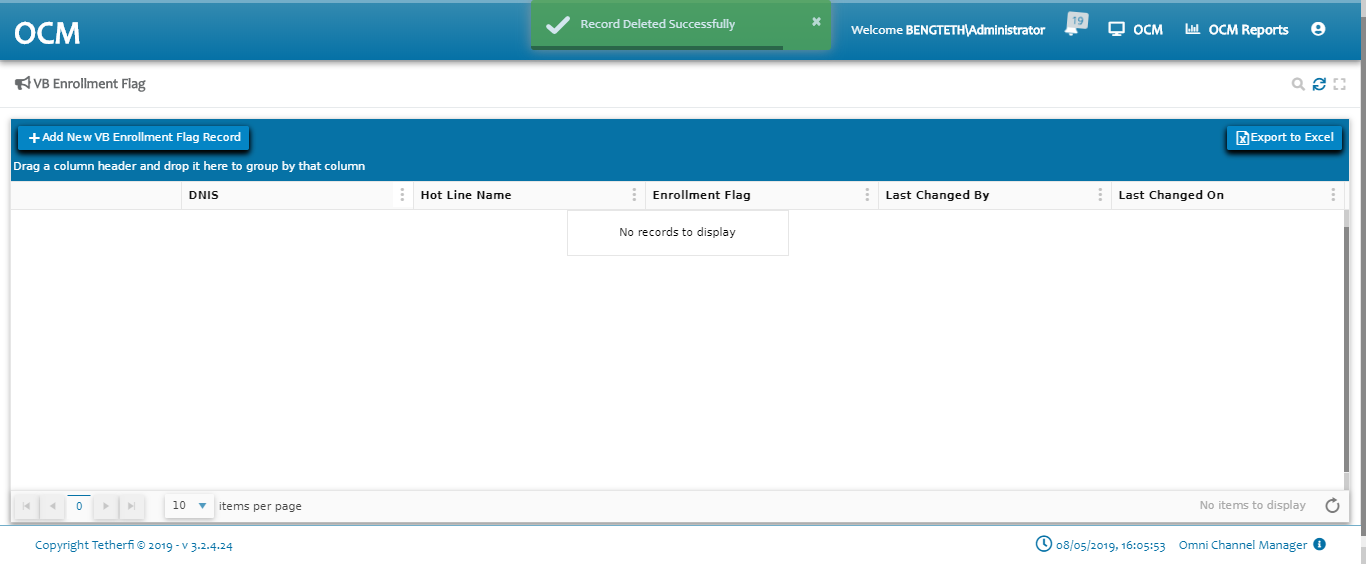 OCM
Record Deleted Successfully
Welcome BENGTETH\Administrator
19
OCM
OCM Reports
VB Enrollment Flag
Add New VB Enrollment Flag Record
Export to Excel
Drag a column header and drop it here to group by that column
DNIS Hot Line Name Enrollment Flag Last Changed By Last Changed On
No records to display
0
10 items per page
No items to display
Copyright Tetherfi © 2019 - v 3.2.4.24
08/05/2019, 16:05:53 Omni Channel Manager